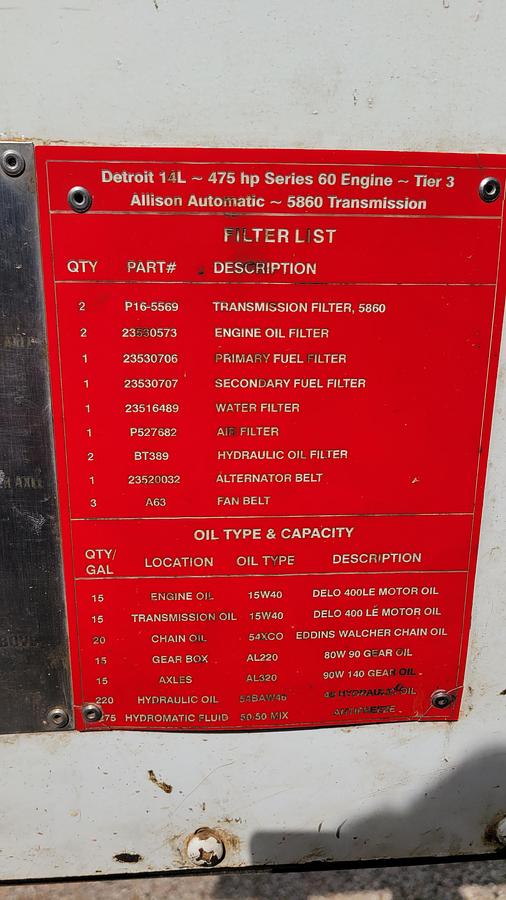 Detroit 14L ~ 475 hp Series 60 Engine ~ Tier 3
Allison Automatic ~ 5860 Transmission
FILTER LIST
QTY PART# DESCRIPTION
2 P16-5569 TRANSMISSION FILTER, 5860
2 23530573 ENGINE OIL FILTER
1 23530706 PRIMARY FUEL FILTER
1 23530707 SECONDARY FUEL FILTER
1 23516489 WATER FILTER
1 P527682 AIR FILTER
2 BT389 HYDRAULIC OIL FILTER
1 23520032 ALTERNATOR BELT
3 A63 FAN BELT
OIL TYPE & CAPACITY
QTY/
GAL LOCATION OIL TYPE DESCRIPTION
15 ENGINE OIL 15W40 DELO 400LE MOTOR OIL
15 TRANSMISSION OIL 15W40 DELO 400 LE MOTOR OIL
20 CHAIN OIL 54XCO EDDINS WALCHER CHAIN OIL
15 GEAR BOX AL220 80W 90 GEAR OIL
15 AXLES AL320 90W 140 GEAR OIL
220 HYDRAULIC OIL 54BAW46 46 HYDRAULIC OIL
275 HYDROMATIC FLUID 50/50 MIX ANTIFREEZE